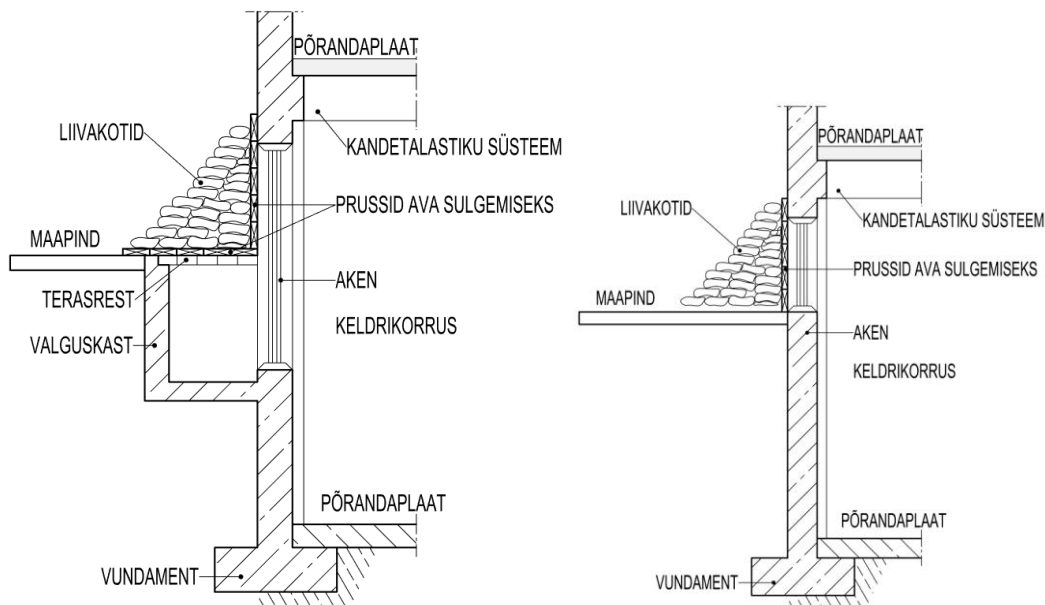 PÕRANDAPLAAT
LIIVAKOTID
KANDETALASTIKU SÜSTEEM
PRUSSID AVA SULGEMISEKS
MAAPIND
TERASREST
AKEN
VALGUSKAST
KELDRIKORRUS
PÕRANDAPLAAT
VUNDAMENT
PÕRANDAPLAAT
LIIVAKOTID
KANDETALASTIKU SÜSTEEM
PRUSSID AVA SULGEMISEKS
MAAPIND
AKEN
KELDRIKORRUS
PÕRANDAPLAAT
VUNDAMENT